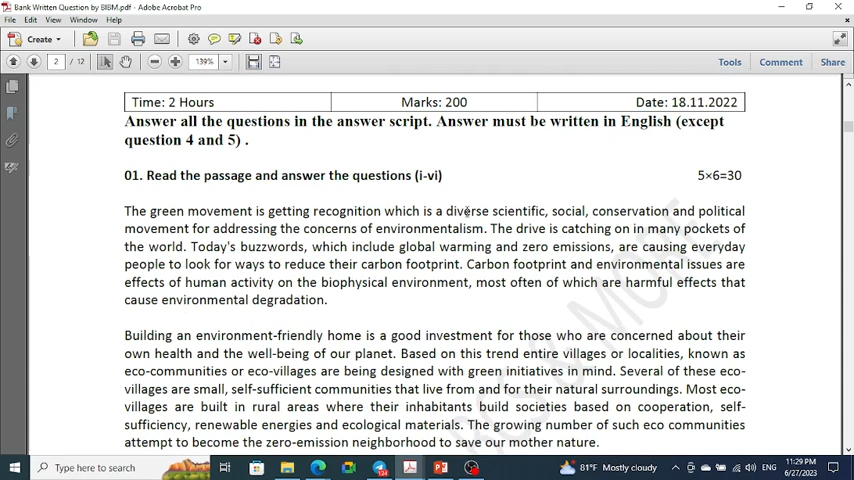 Bank Written Question by BIBM.pdf - Adobe Acrobat Pro
File Edit View Window Help
Create
2 / 12 139% Tools Comment Share
Time: 2 Hours Marks: 200 Date: 18.11.2022
Answer all the questions in the answer script. Answer must be written in English (except
question 4 and 5) .
01. Read the passage and answer the questions (i-vi) 5×6=30
The green movement is getting recognition which is a diverse scientific, social, conservation and political
movement for addressing the concerns of environmentalism. The drive is catching on in many pockets of
the world. Today's buzzwords, which include global warming and zero emissions, are causing everyday
people to look for ways to reduce their carbon footprint. Carbon footprint and environmental issues are
effects of human activity on the biophysical environment, most often of which are harmful effects that
cause environmental degradation.
Building an environment-friendly home is a good investment for those who are concerned about their
own health and the well-being of our planet. Based on this trend entire villages or localities, known as
eco-communities or eco-villages are being designed with green initiatives in mind. Several of these eco-
villages are small, self-sufficient communities that live from and for their natural surroundings. Most eco-
villages are built in rural areas where their inhabitants build societies based on cooperation, self-
sufficiency, renewable energies and ecological materials. The growing number of such eco communities
attempt to become the zero-emission neighborhood to save our mother nature.
BCS & MORE
Type here to search 81°F Mostly cloudy ENG 11:29 PM
6/27/2023